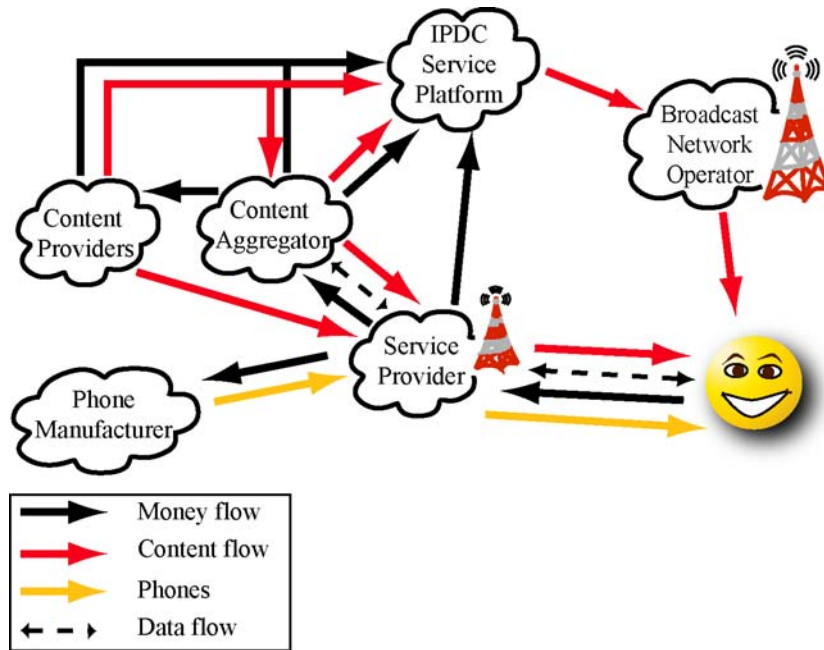 IPDC
Service
Platform
Broadcast
Network
Operator
Content
Providers
Content
Aggregator
Service
Provider
Phone
Manufacturer
Money flow
Content flow
Phones
Data flow